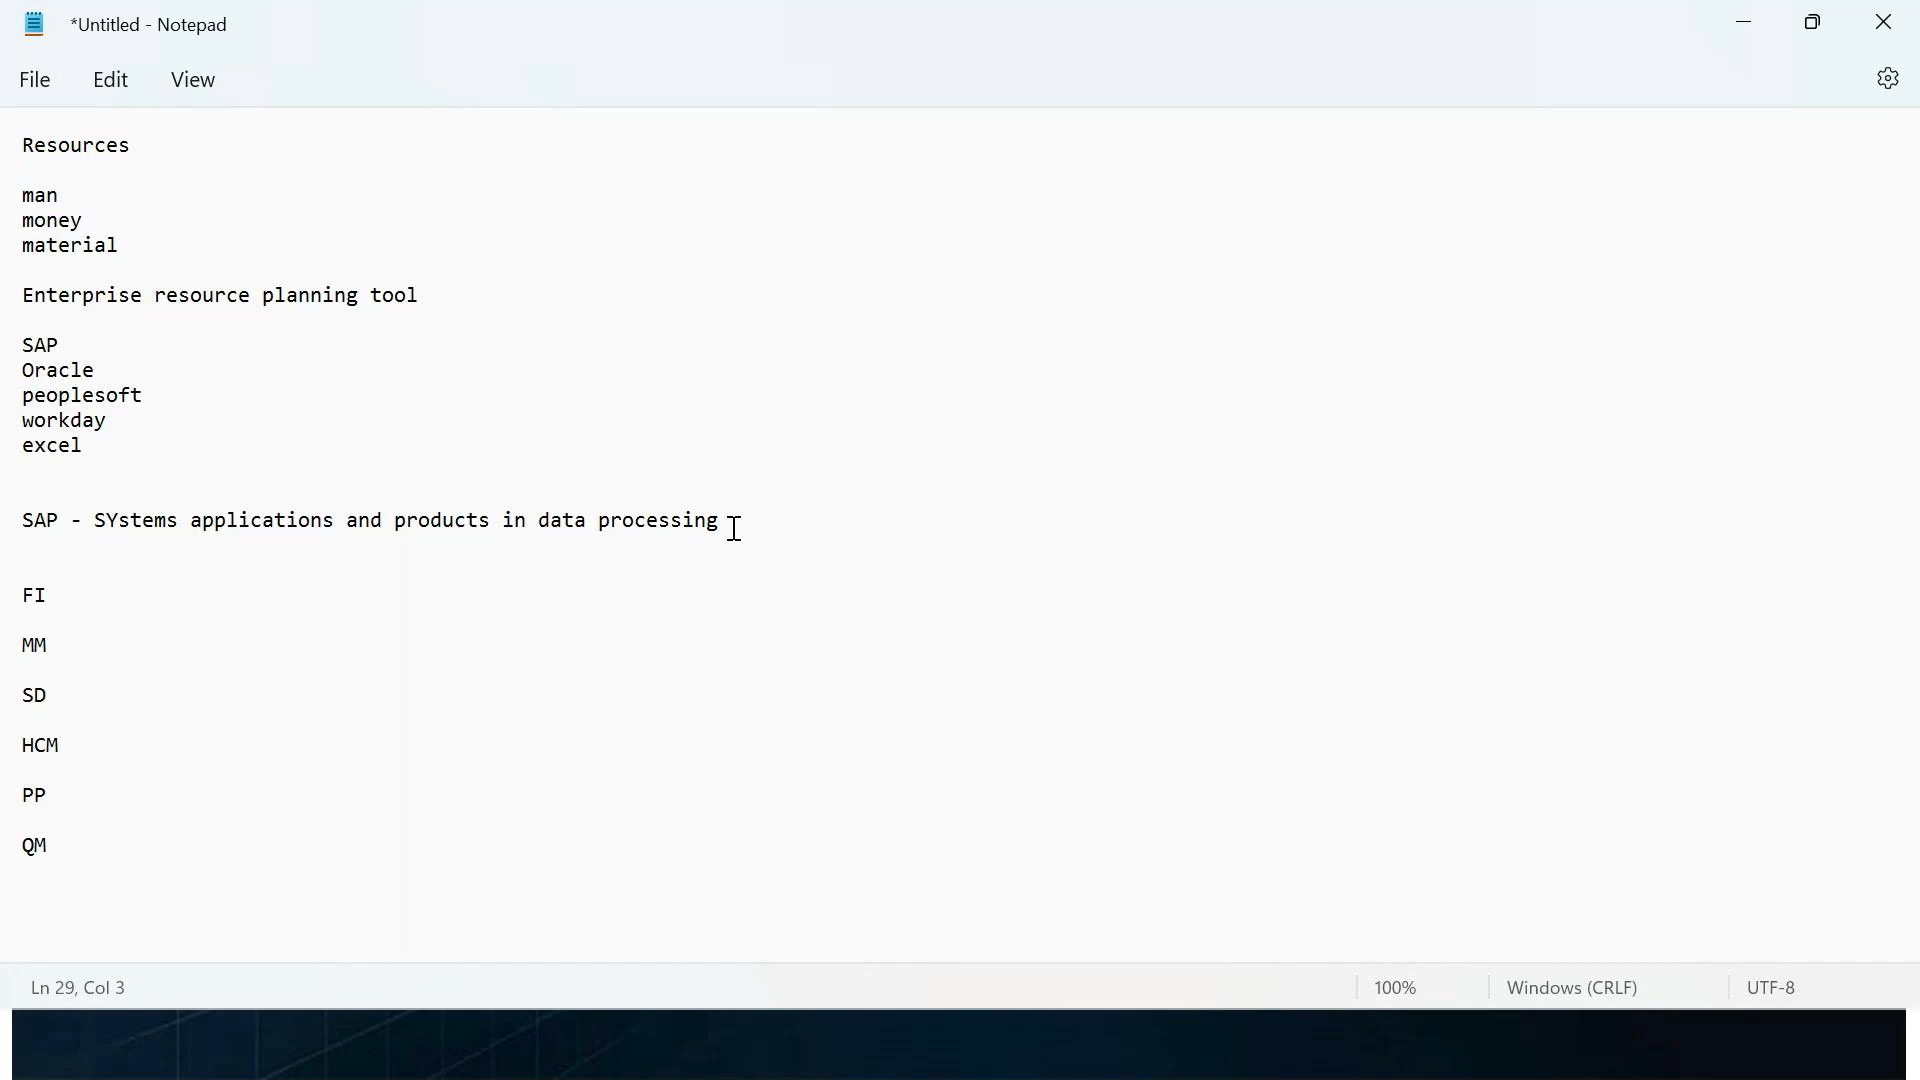 *Untitled - Notepad
File Edit View
Resources
man
money
material
Enterprise resource planning tool
SAP
Oracle
peoplesoft
workday
excel
SAP - SYstems applications and products in data processing
FI
MM
SD
HCM
PP
QM
Ln 29, Col 3 100% Windows (CRLF) UTF-8